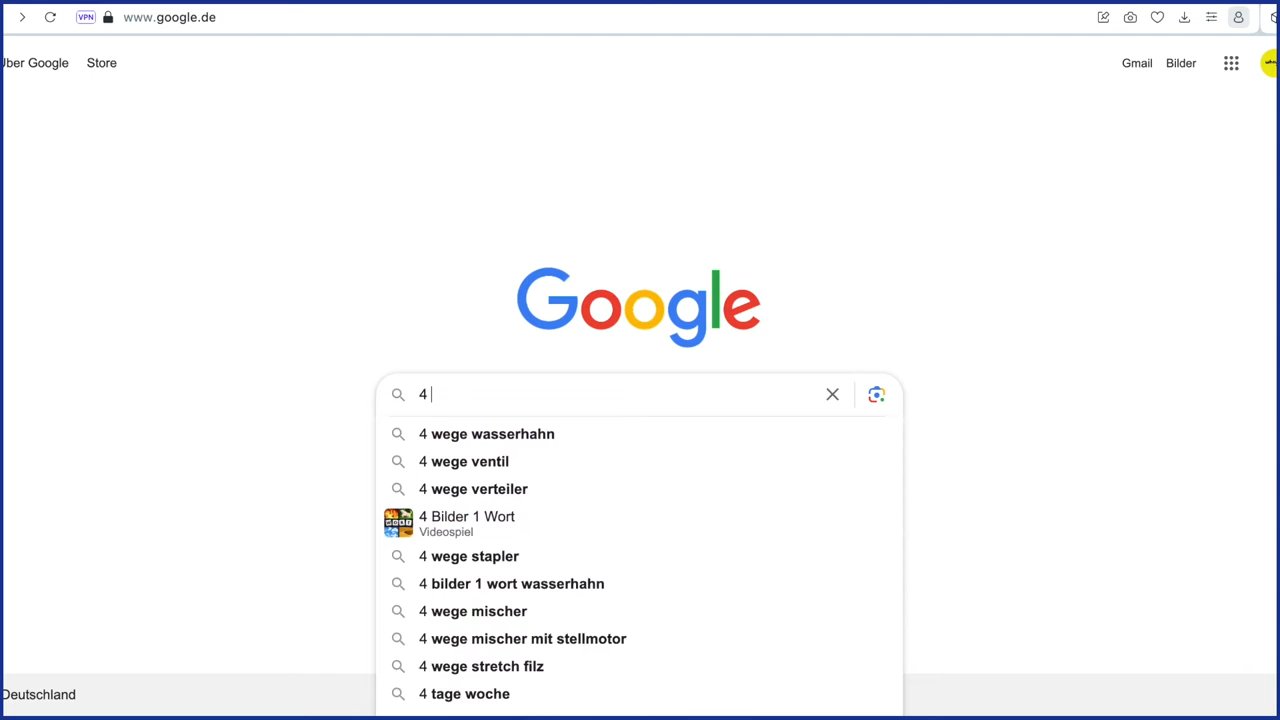 VPN www.google.de
ber Google Store Gmail Bilder
Google
4
4 wege wasserhahn
4 wege ventil
4 wege verteiler
WORT
4 Bilder 1 Wort
Videospiel
4 wege stapler
4 bilder 1 wort wasserhahn
4 wege mischer
4 wege mischer mit stellmotor
4 wege stretch filz
4 tage woche
Deutschland